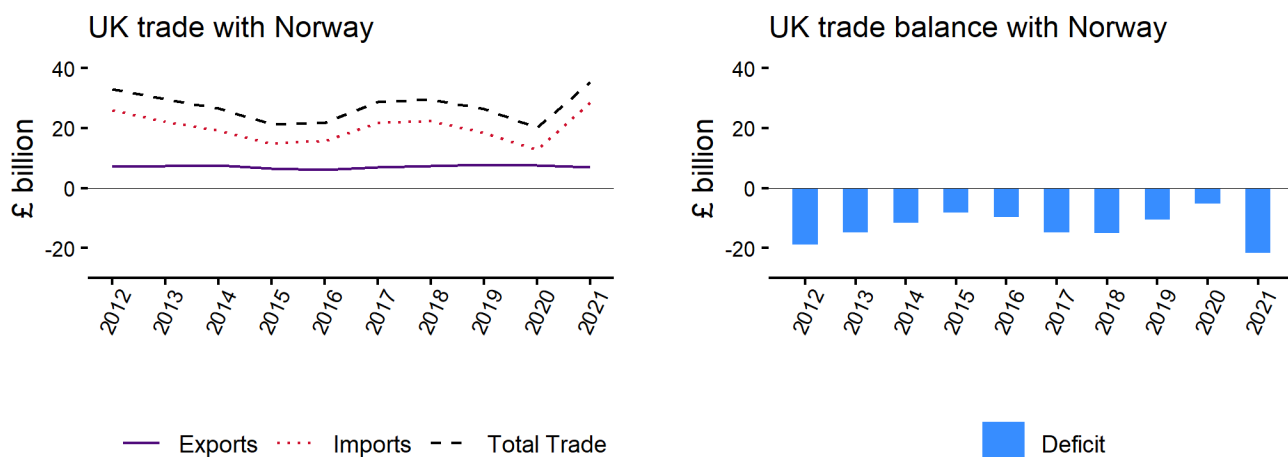 UK trade with Norway
40
20
0
-20
£ billion
2012 2013 2014 2015 2016 2017 2018 2019 2020 2021
Exports Imports Total Trade
UK trade balance with Norway
40
20
0
-20
£ billion
2012 2013 2014 2015 2016 2017 2018 2019 2020 2021
Deficit